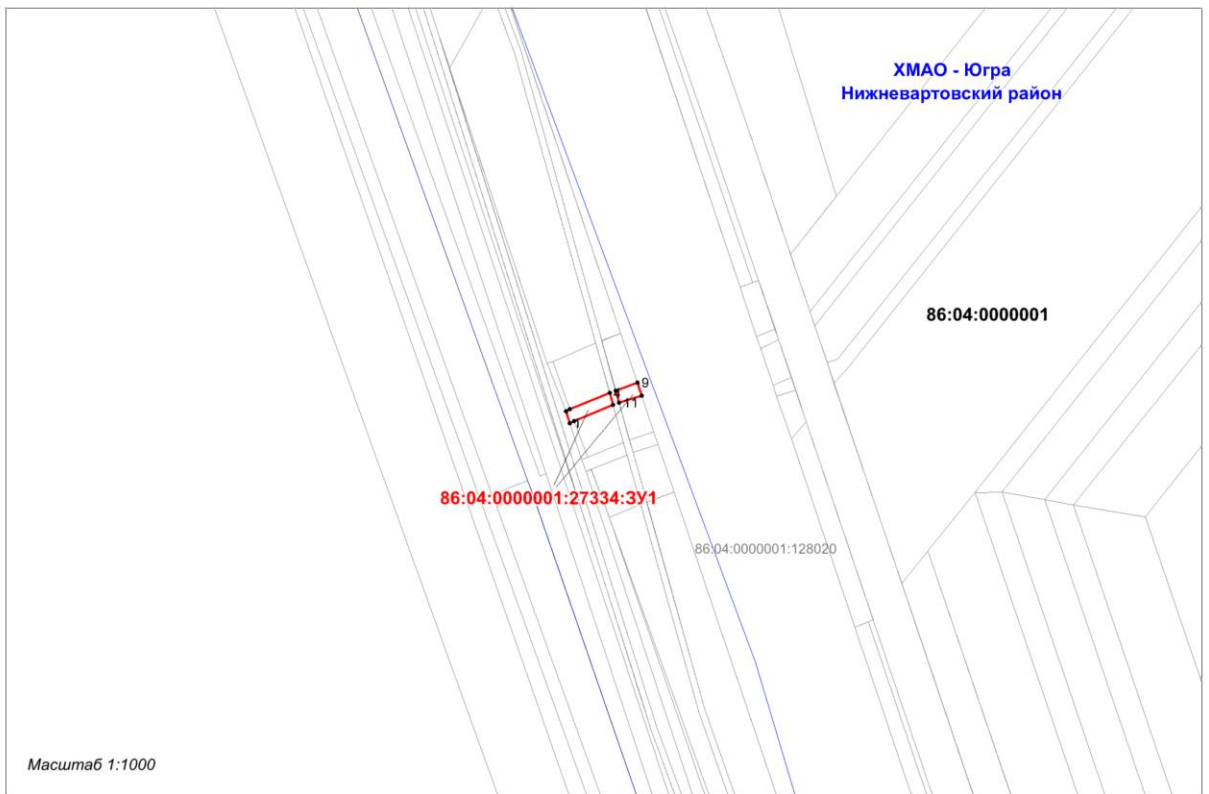 ХМАО - Югра
Нижневартовский район
86:04:0000001
9
11
1
86:04:0000001:27334:ЗУ1
86:04:0000001:128020
Масштаб 1:1000